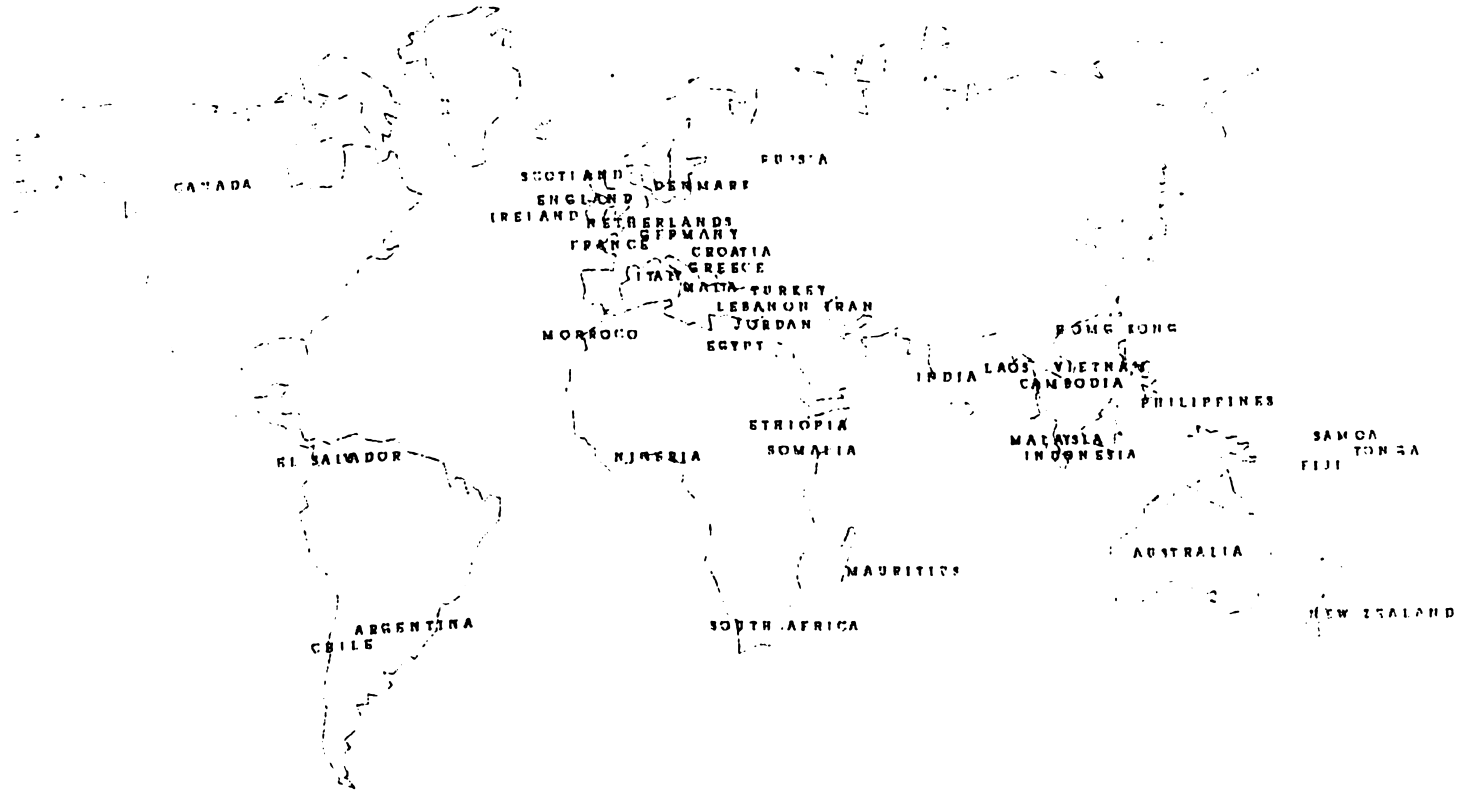 CANADA
RUSSIA
SCOTLAND
DENMARK
ENGLAND
IRELAND
NETHERLANDS
GERMANY
FRANCE
CROATIA
GREECE
ITALY
MALTA
TURKEY
LEBANON IRAN
JORDAN
MORROCO
EGYPT
HONG KONG
INDIA
LAOS
VIETNAM
CAMBODIA
PHILIPPINES
ETHIOPIA
SOMALIA
NIGERIA
MALAYSIA
INDONESIA
EL SALVADOR
SAMOA
TONGA
FIJI
AUSTRALIA
MAURITIUS
NEW ZEALAND
SOUTH AFRICA
ARGENTINA
CHILE